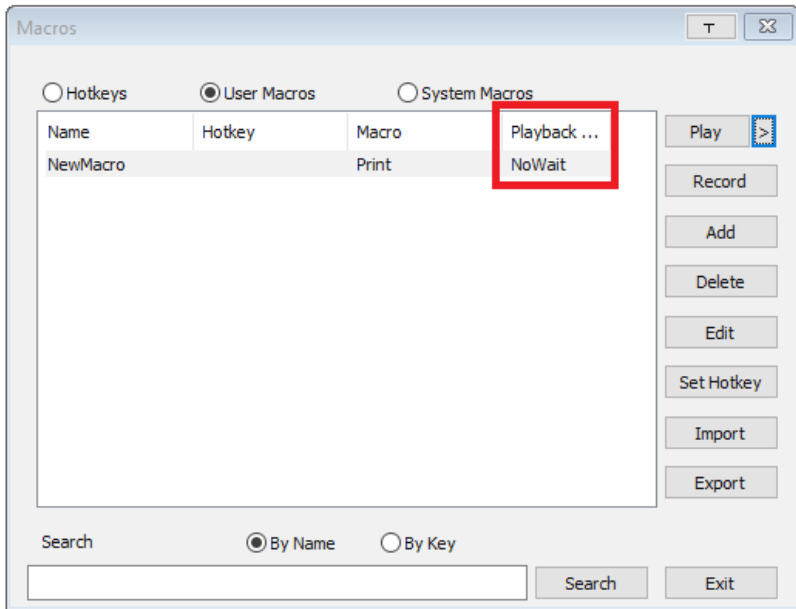 Macros
Hotkeys User Macros System Macros
Name Hotkey Macro Playback ... Play >
NewMacro Print NoWait
Record
Add
Delete
Edit
Set Hotkey
Import
Export
Search By Name By Key
Search Exit